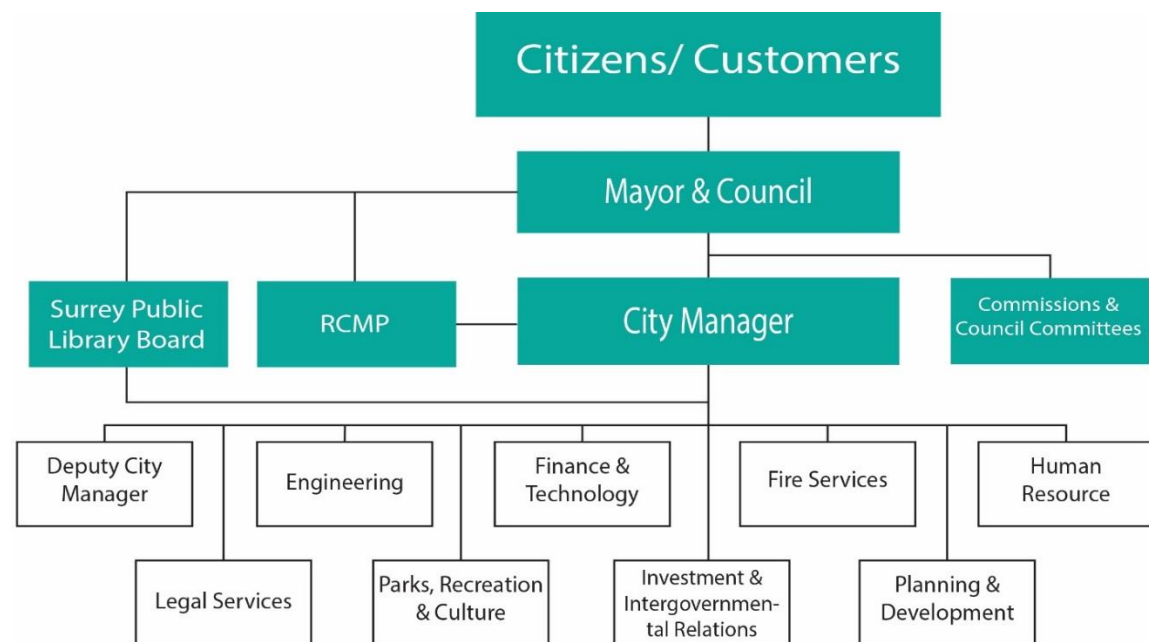 Citizens/ Customers
Mayor & Council
Surrey Public
Library Board
RCMP
City Manager
Commissions &
Council Committees
Deputy City
Manager
Engineering
Finance &
Technology
Fire Services
Human
Resource
Legal Services
Parks, Recreation
& Culture
Investment &
Intergovernmen-
tal Relations
Planning &
Development